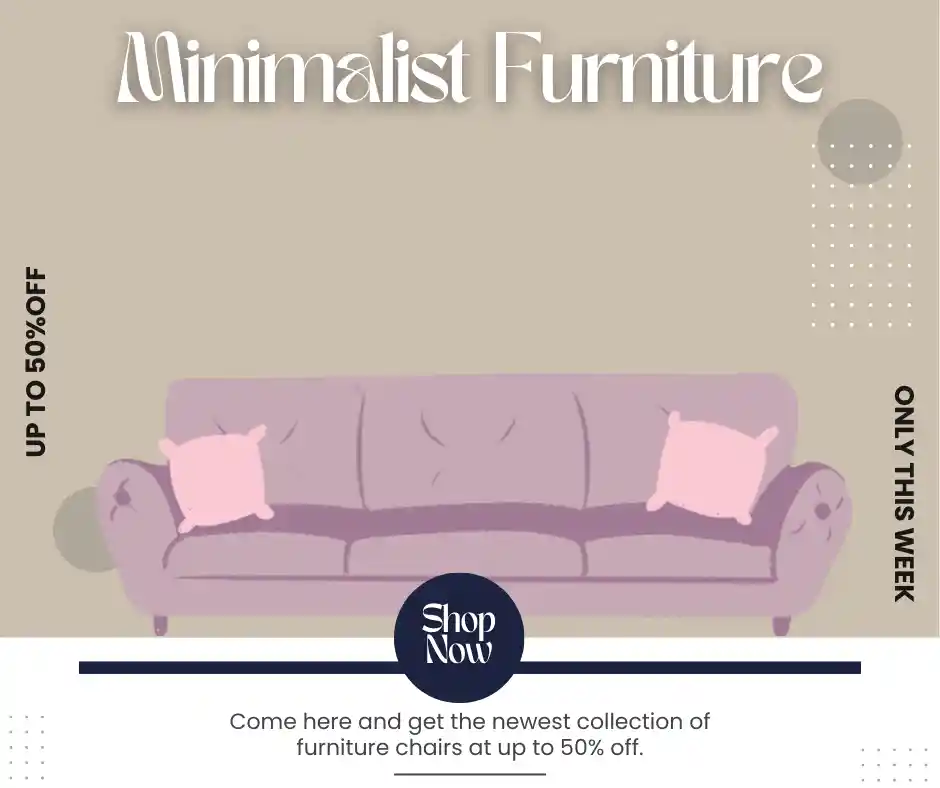 Minimalist Furniture
UP TO 50%OFF
ONLY THIS WEEK
Shop
Now
Come here and get the newest collection of
furniture chairs at up to 50% off.